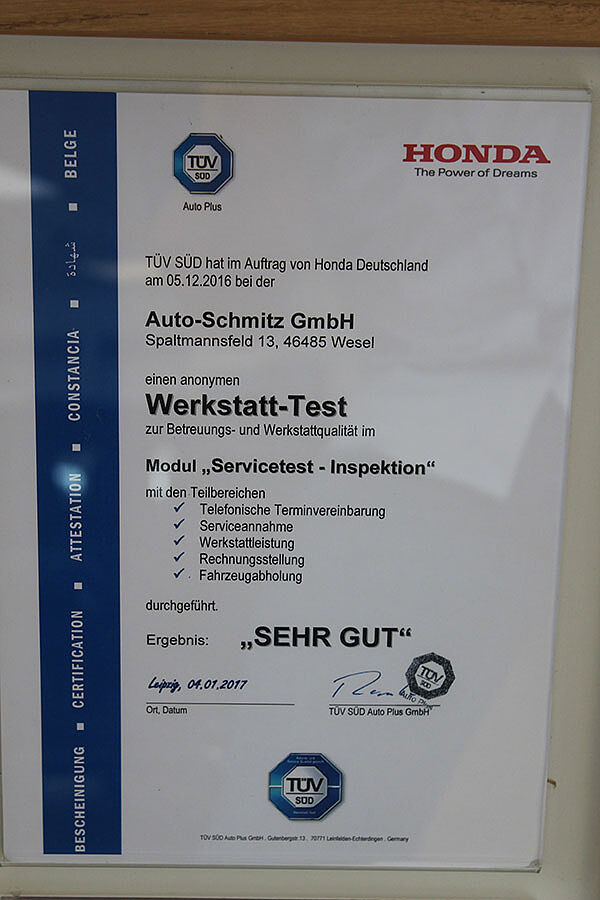 TÜV
SÜD
Auto Plus
HONDA
The Power of Dreams
TÜV SÜD hat im Auftrag von Honda Deutschland
am 05.12.2016 bei der
Auto-Schmitz GmbH
Spaltmannsfeld 13, 46485 Wesel
einen anonymen
Werkstatt-Test
zur Betreuungs- und Werkstattqualität im
Modul „Servicetest - Inspektion“
mit den Teilbereichen
✓ Telefonische Terminvereinbarung
✓ Serviceannahme
✓ Werkstattleistung
✓ Rechnungsstellung
✓ Fahrzeugabholung
durchgeführt.
Ergebnis: „SEHR GUT“
Leipzig, 04.01.2017
Ort, Datum
TÜV
SÜD
Auto Plus
TÜV SÜD Auto Plus GmbH
TÜV
SÜD
TÜV SÜD Auto Plus GmbH . Gutenbergstr.13 . 70771 Leinfelden-Echterdingen . Germany
BESCHEINIGUNG ■ CERTIFICATION ■ ATTESTATION ■ CONSTANCIA ■ شهادة ■ BELGE